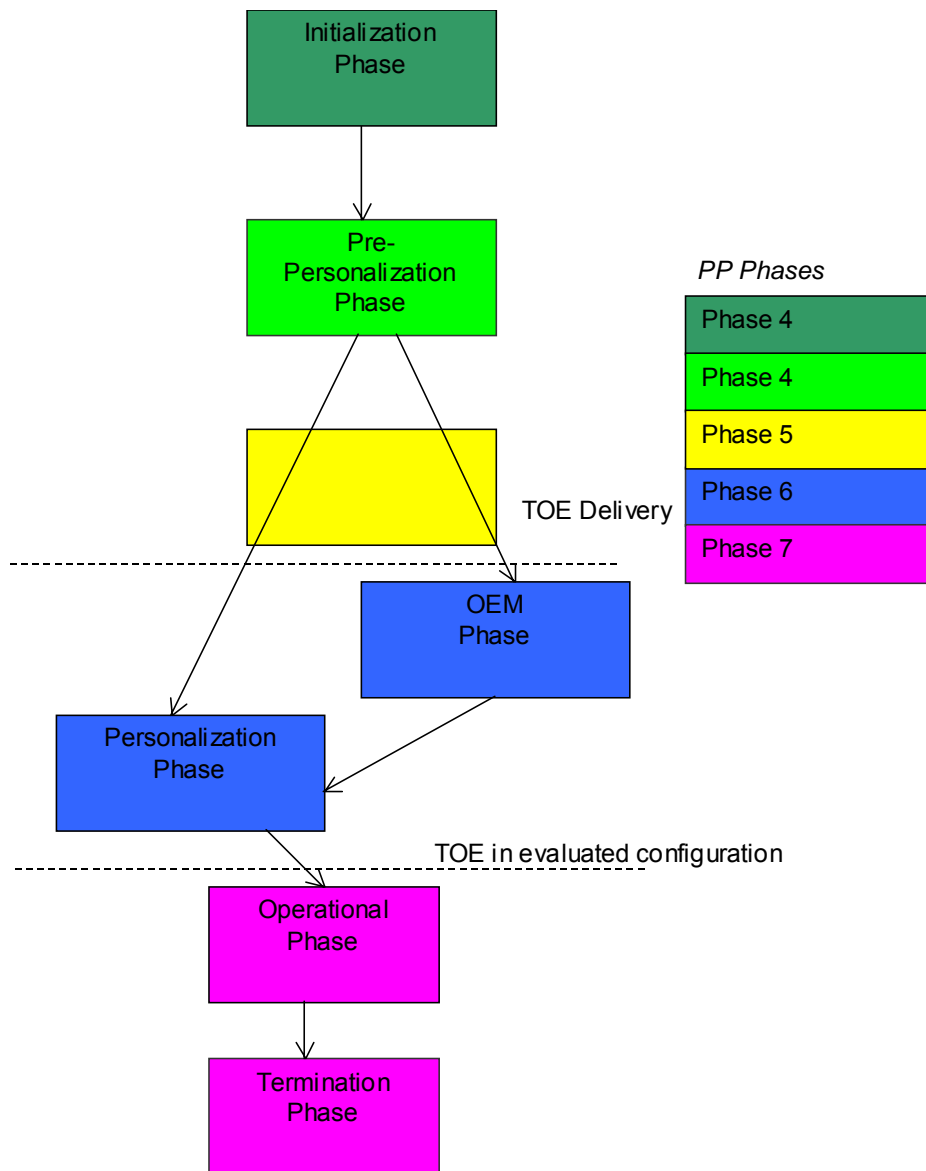 Initialization
Phase
Pre-
Personalization
Phase
PP Phases
Phase 4
Phase 4
Phase 5
Phase 6
Phase 7
TOE Delivery
OEM
Phase
Personalization
Phase
TOE in evaluated configuration
Operational
Phase
Termination
Phase